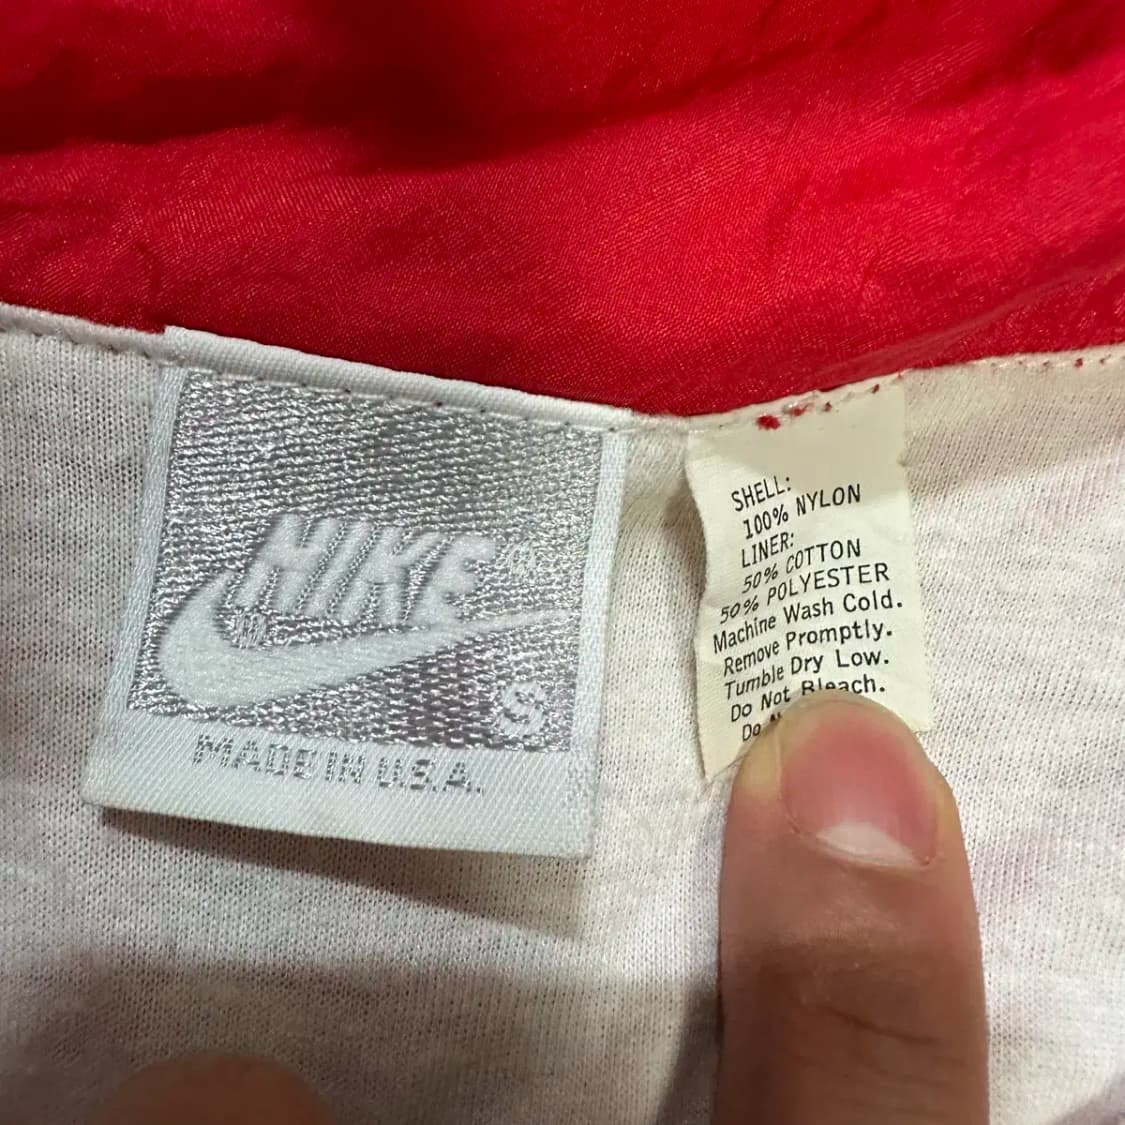 NIKE
S
MADE IN U.S.A.
SHELL:
100% NYLON
LINER:
50% COTTON
50% POLYESTER
Machine Wash Cold.
Remove Promptly.
Tumble Dry Low.
Do Not Bleach.
Do